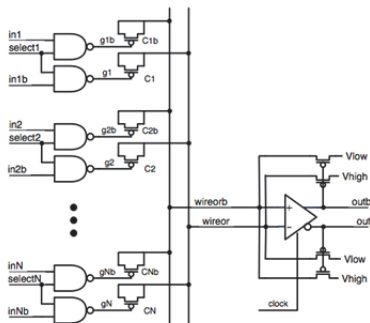 in1
select1
g1b
C1b
in1b
g1
C1
in2
select2
g2b
C2b
in2b
g2
C2
Vlow
Vhigh
wireorb
+
outb
wireor
−
out
inN
selectN
gNb
CNb
Vlow
Vhigh
inNb
gN
CN
clock